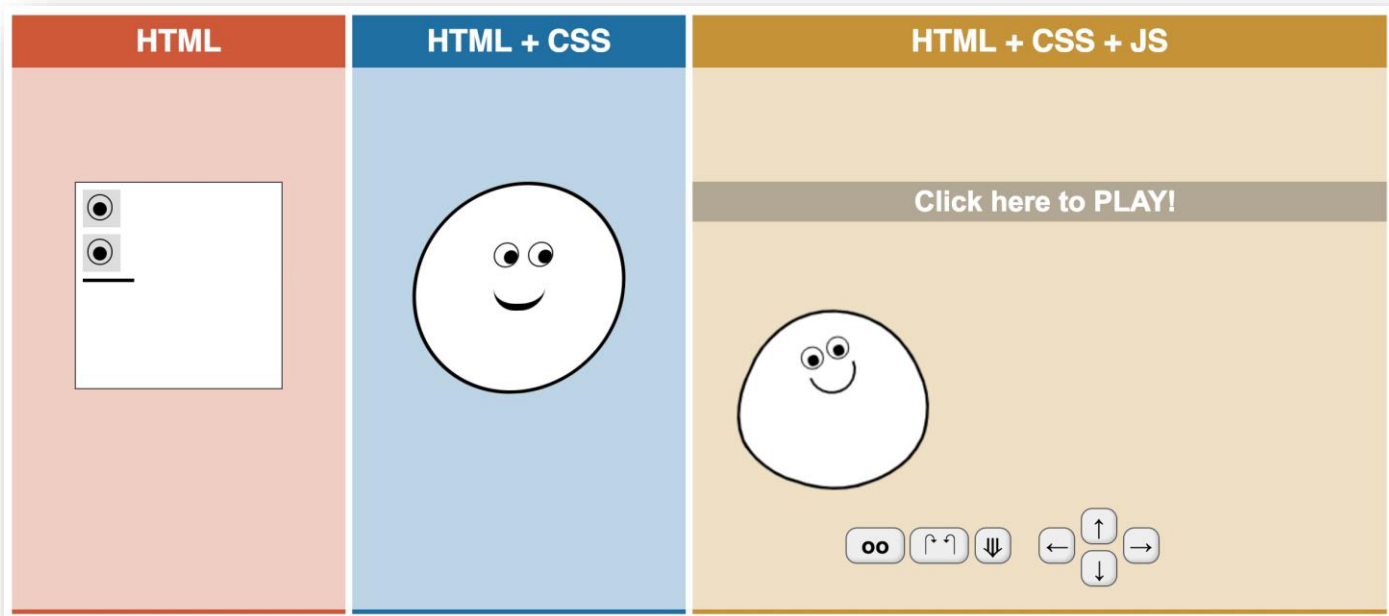 HTML
HTML + CSS
HTML + CSS + JS
Click here to PLAY!
oo
↑
← →
↓